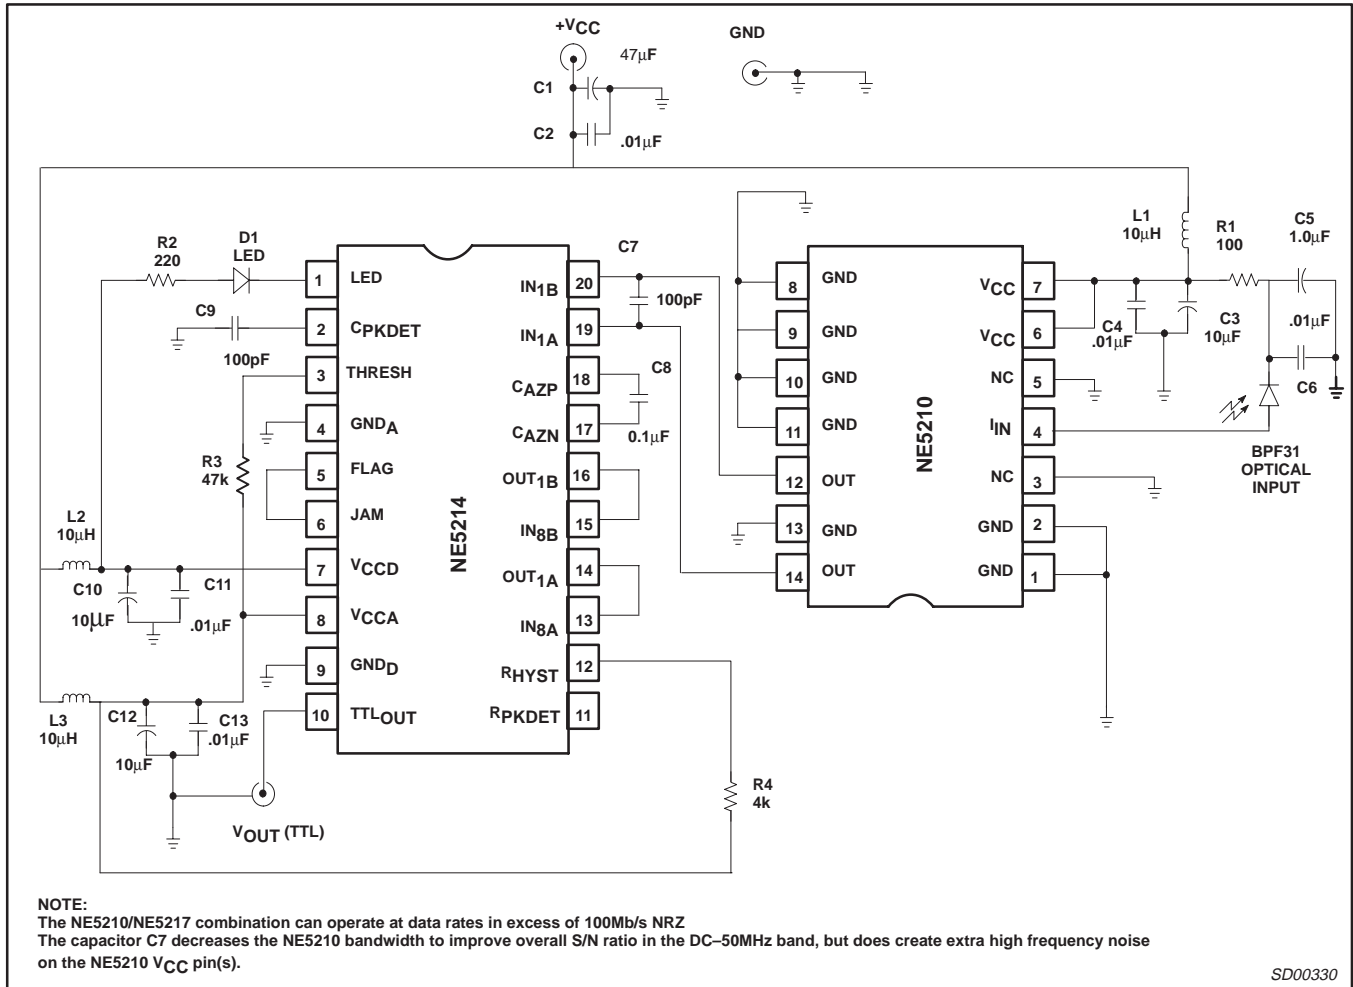 +VCC
GND
47µF
C1
C2
.01µF
L1
10µH
R1
100
C5
1.0µF
R2
220
D1
LED
C7
100pF
C9
100pF
C8
0.1µF
R3
47k
L2
10µH
C10
10µF
C11
.01µF
L3
10µH
C12
10µF
C13
.01µF
VOUT (TTL)
R4
4k
NE5214
1 LED
2 CPKDET
3 THRESH
4 GNDA
5 FLAG
6 JAM
7 VCCD
8 VCCA
9 GNDD
10 TTLOUT
IN1B 20
IN1A 19
CAZP 18
CAZN 17
OUT1B 16
IN8B 15
OUT1A 14
IN8A 13
RHYST 12
RPKDET 11
NE5210
8 GND
9 GND
10 GND
11 GND
12 OUT
13 GND
14 OUT
VCC 7
VCC 6
NC 5
IIN 4
NC 3
GND 2
GND 1
C4
.01µF
C3
10µF
.01µF
C6
BPF31
OPTICAL
INPUT
NOTE:
The NE5210/NE5217 combination can operate at data rates in excess of 100Mb/s NRZ
The capacitor C7 decreases the NE5210 bandwidth to improve overall S/N ratio in the DC–50MHz band, but does create extra high frequency noise
on the NE5210 VCC pin(s).
SD00330